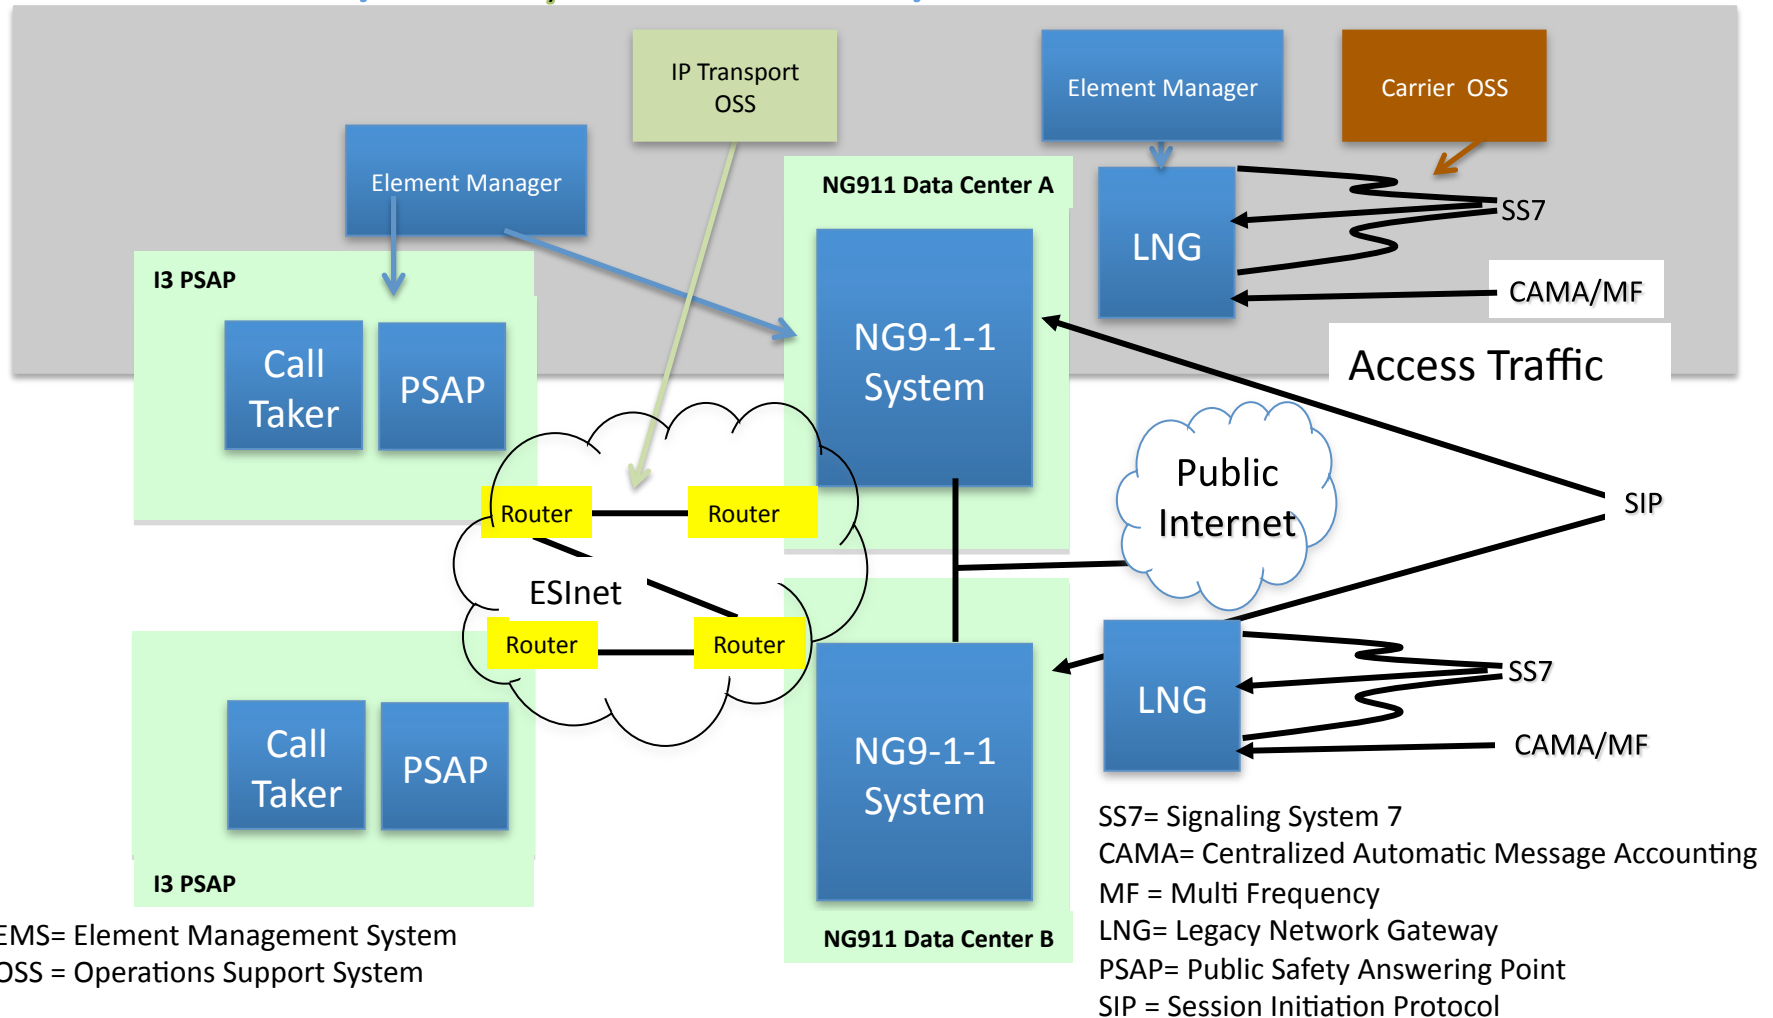 IP Transport
OSS
Element Manager
Carrier OSS
Element Manager
NG911 Data Center A
SS7
LNG
I3 PSAP
CAMA/MF
NG9-1-1
System
Access Traffic
Call
Taker
PSAP
Public
Internet
SIP
Router
Router
ESInet
Router
Router
SS7
LNG
CAMA/MF
Call
Taker
PSAP
NG9-1-1
System
I3 PSAP
NG911 Data Center B
SS7= Signaling System 7
CAMA= Centralized Automatic Message Accounting
MF = Multi Frequency
LNG= Legacy Network Gateway
PSAP= Public Safety Answering Point
SIP = Session Initiation Protocol
EMS= Element Management System
OSS = Operations Support System